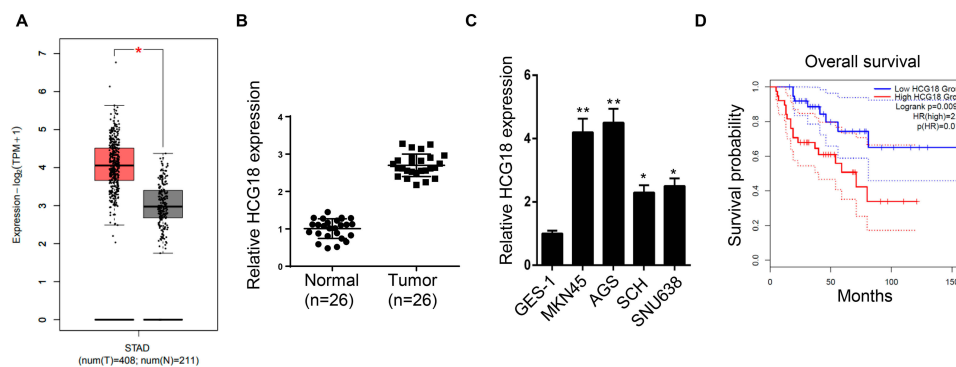 A
Expression − log₂(TPM + 1)
7
6
5
4
3
2
1
0
*
STAD
(num(T)=408; num(N)=211)
B
Relative HCG18 expression
4
3
2
1
0
Normal
(n=26)
Tumor
(n=26)
C
Relative HCG18 expression
6
4
2
0
**
**
*
*
GES-1
MKN45
AGS
SCH
SNU638
D
Overall survival
Survival probability
1.0
0.8
0.6
0.4
0.2
0.0
Low HCG18 Gro
High HCG18 Gro
Logrank p=0.009
HR(high)=2
p(HR)=0.0
0
50
100
150
Months